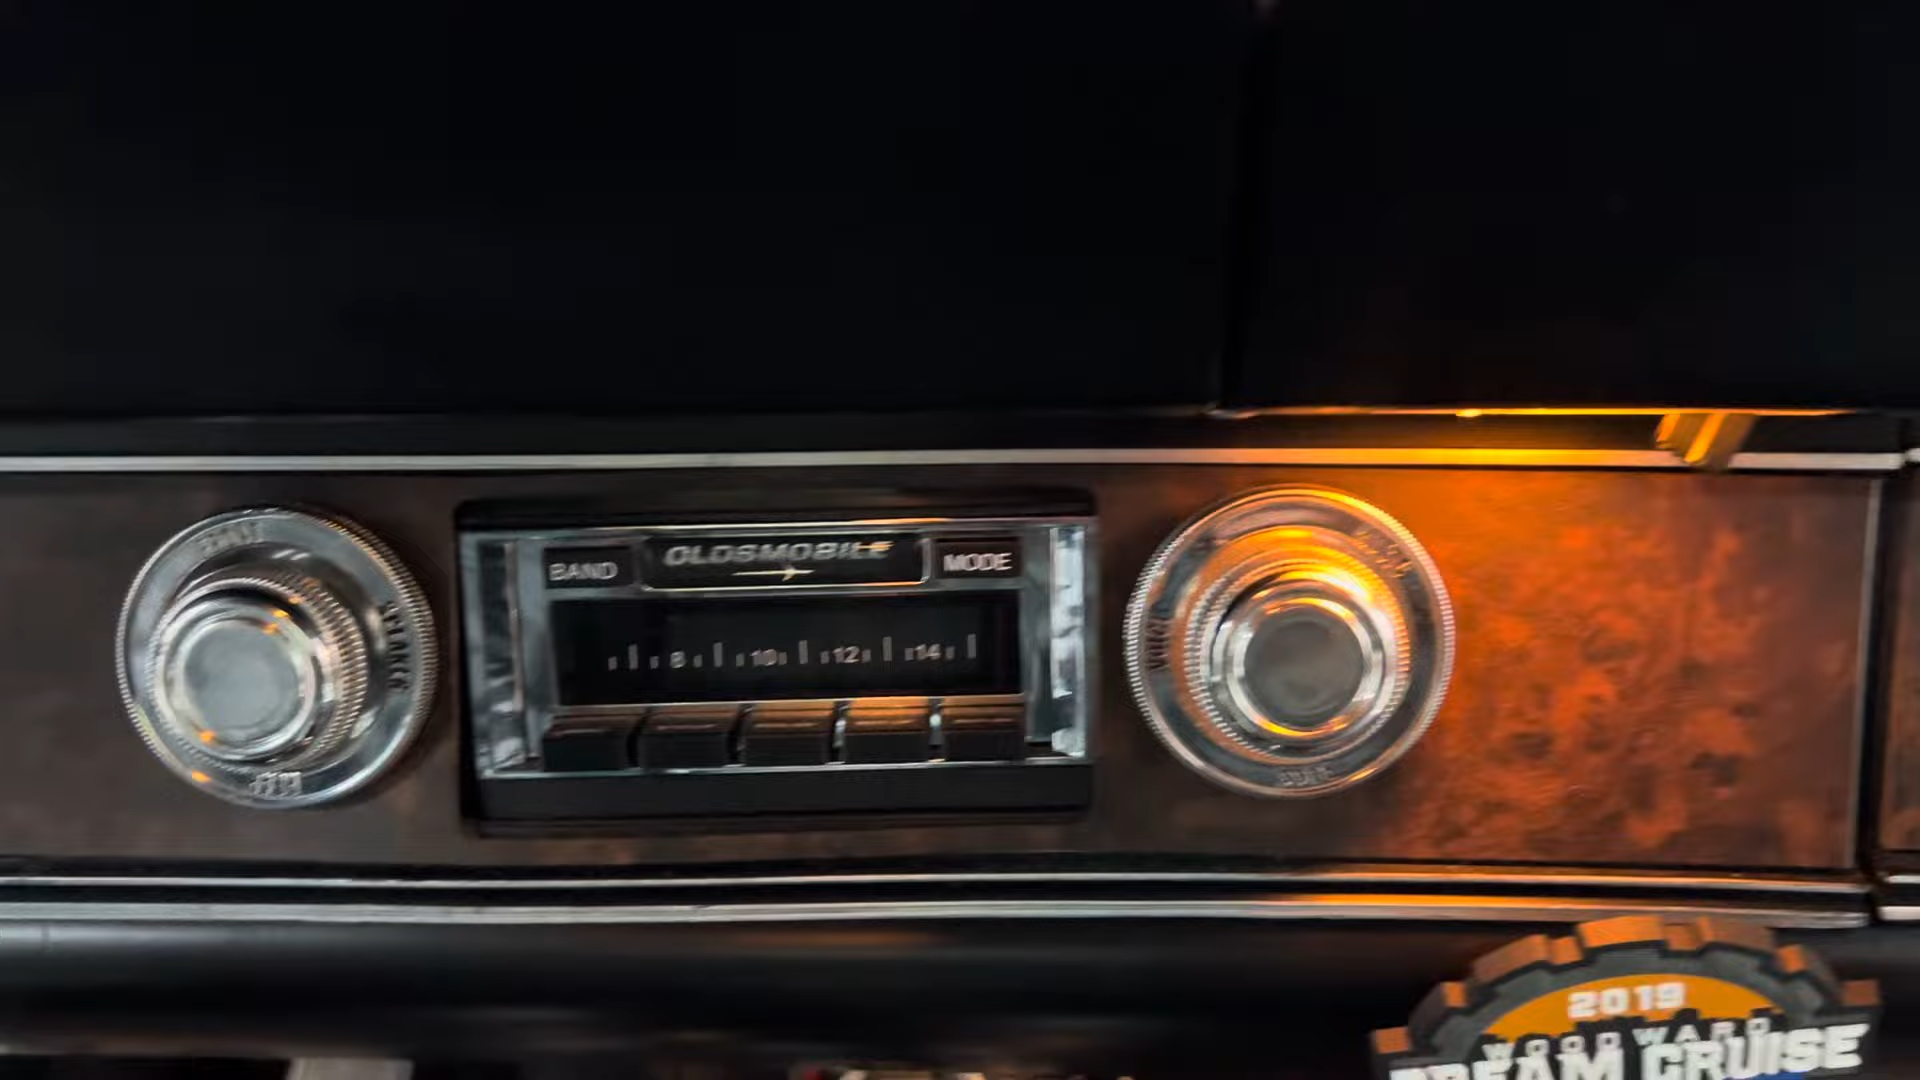 OLDSMOBILE
BAND
MODE
8 10 12 14
2019
WOODWARD
DREAM CRUISE